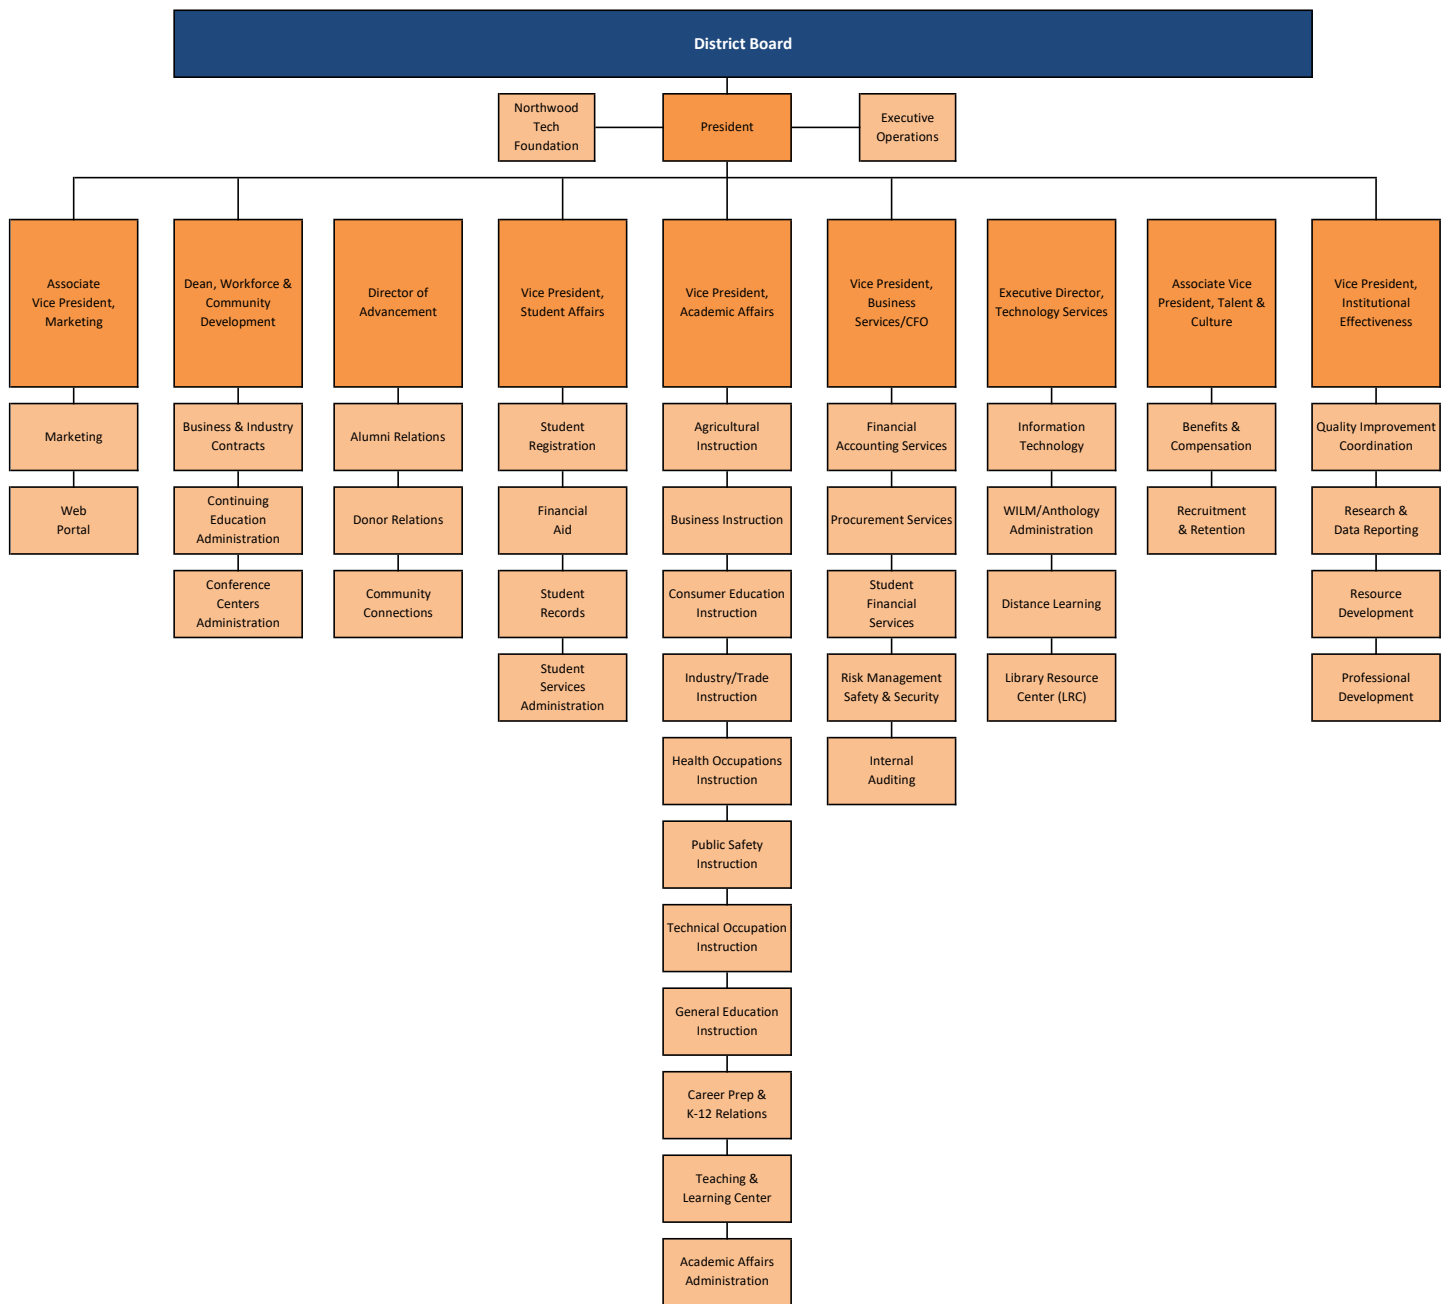 District Board
Northwood
Tech
Foundation
President
Executive
Operations
Associate
Vice President,
Marketing
Dean, Workforce &
Community
Development
Director of
Advancement
Vice President,
Student Affairs
Vice President,
Academic Affairs
Vice President,
Business
Services/CFO
Executive Director,
Technology Services
Associate Vice
President, Talent &
Culture
Vice President,
Institutional
Effectiveness
Marketing
Business & Industry
Contracts
Alumni Relations
Student
Registration
Agricultural
Instruction
Financial
Accounting Services
Information
Technology
Benefits &
Compensation
Quality Improvement
Coordination
Web
Portal
Continuing
Education
Administration
Donor Relations
Financial
Aid
Business Instruction
Procurement Services
WILM/Anthology
Administration
Recruitment
& Retention
Research &
Data Reporting
Conference
Centers
Administration
Community
Connections
Student
Records
Consumer Education
Instruction
Student
Financial
Services
Distance Learning
Resource
Development
Student
Services
Administration
Industry/Trade
Instruction
Risk Management
Safety & Security
Library Resource
Center (LRC)
Professional
Development
Health Occupations
Instruction
Internal
Auditing
Public Safety
Instruction
Technical Occupation
Instruction
General Education
Instruction
Career Prep &
K-12 Relations
Teaching &
Learning Center
Academic Affairs
Administration